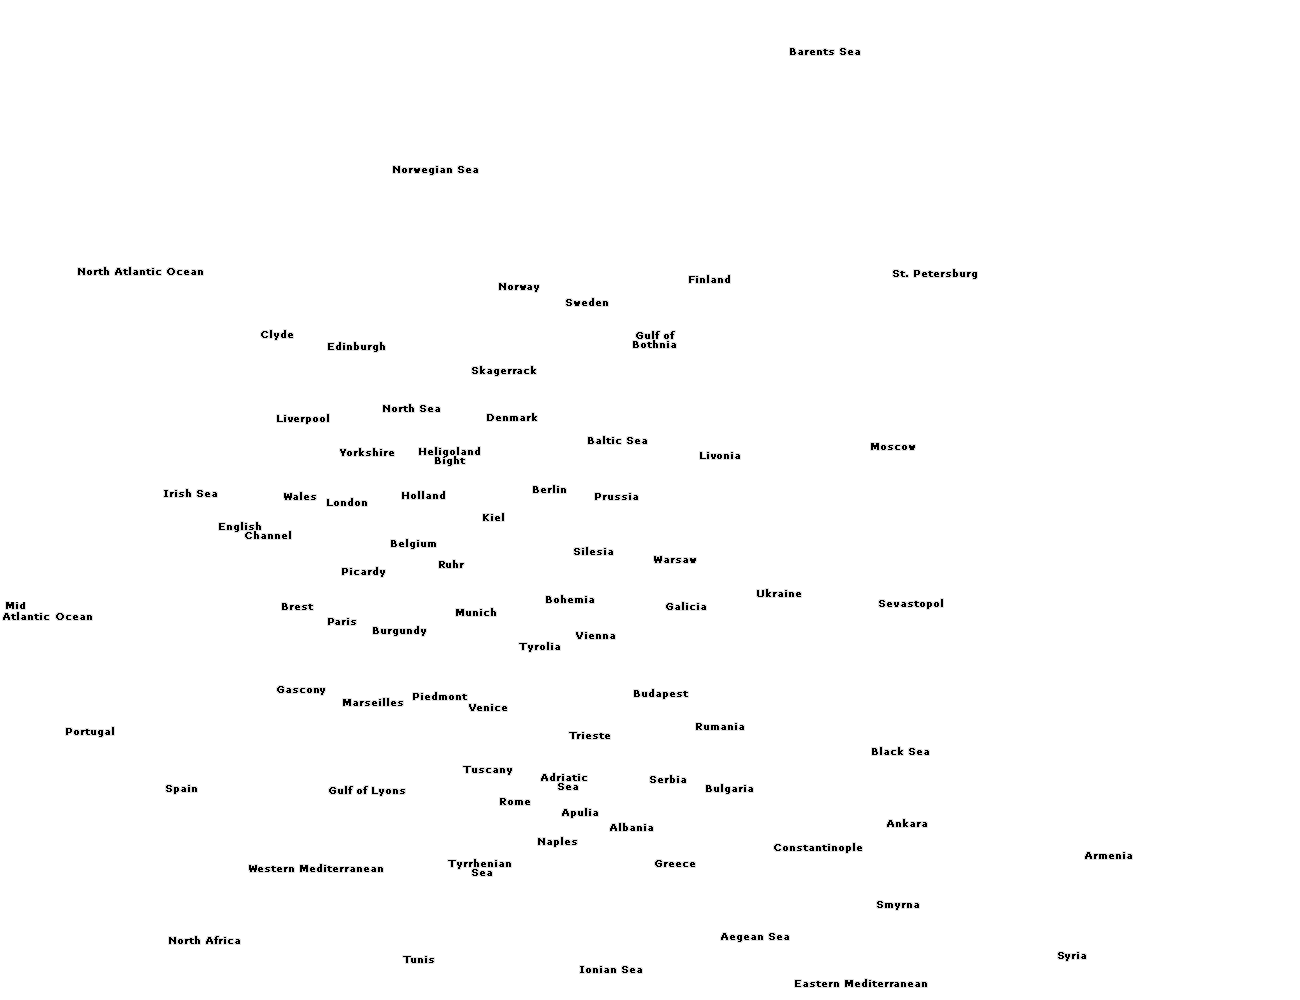 Barents Sea
Norwegian Sea
North Atlantic Ocean
St. Petersburg
Finland
Norway
Sweden
Clyde
Gulf of
Bothnia
Edinburgh
Skagerrack
North Sea
Liverpool
Denmark
Baltic Sea
Moscow
Yorkshire
Heligoland
Bight
Livonia
Berlin
Irish Sea
Wales
Holland
Prussia
London
Kiel
English
Channel
Belgium
Silesia
Warsaw
Ruhr
Picardy
Ukraine
Bohemia
Sevastopol
Mid
Atlantic Ocean
Brest
Galicia
Munich
Paris
Burgundy
Vienna
Tyrolia
Gascony
Budapest
Piedmont
Marseilles
Venice
Rumania
Portugal
Trieste
Black Sea
Tuscany
Adriatic
Sea
Serbia
Spain
Gulf of Lyons
Bulgaria
Rome
Apulia
Ankara
Albania
Naples
Constantinople
Armenia
Tyrrhenian
Sea
Greece
Western Mediterranean
Smyrna
Aegean Sea
North Africa
Syria
Tunis
Ionian Sea
Eastern Mediterranean